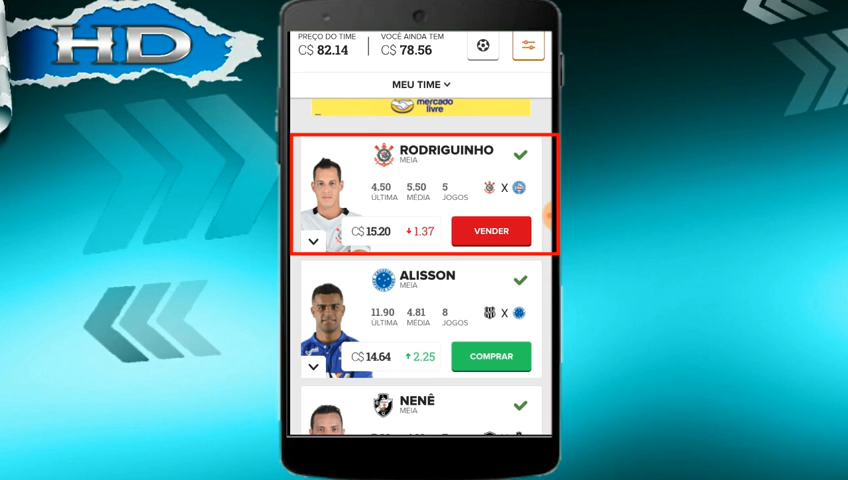 HD
PREÇO DO TIME
C$ 82.14
VOCÊ AINDA TEM
C$ 78.56
MEU TIME
mercado
livre
RODRIGUINHO
MEIA
4.50 5.50 5
ÚLTIMA MÉDIA JOGOS
X
C$ 15.20 1.37 VENDER
ALISSON
MEIA
11.90 4.81 8
ÚLTIMA MÉDIA JOGOS
X
C$ 14.64 2.25 COMPRAR
NENÊ
MEIA